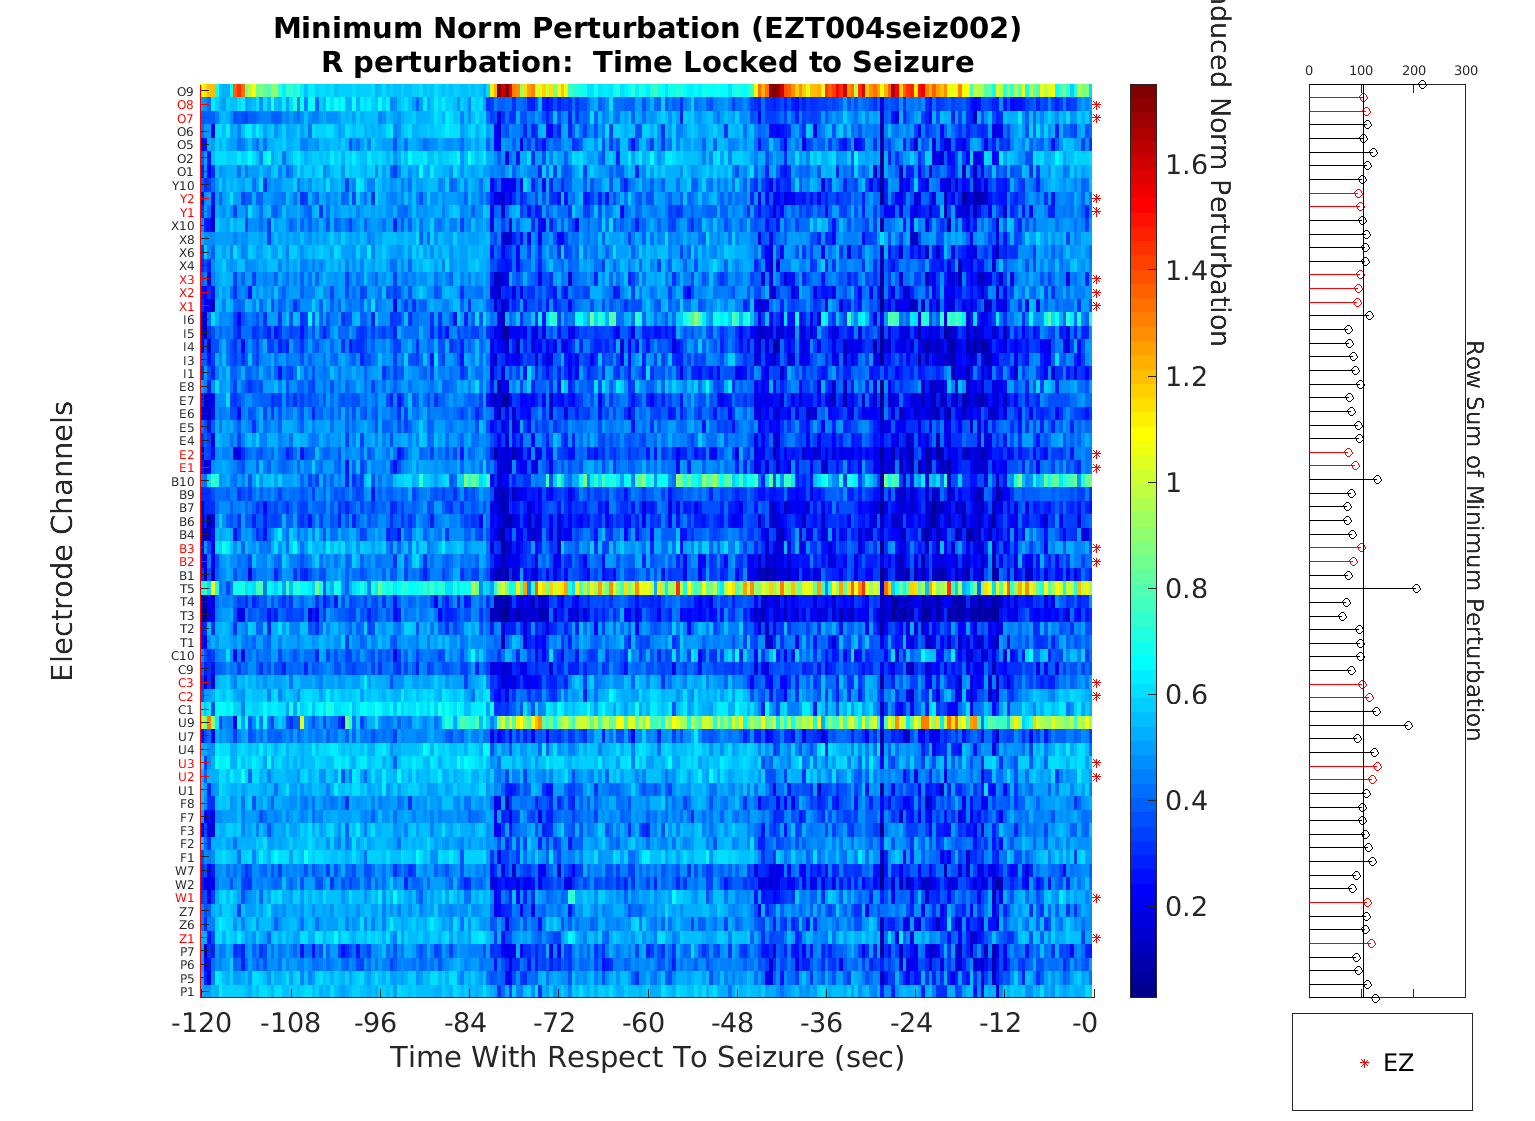 Minimum Norm Perturbation (EZT004seiz002)
R perturbation:  Time Locked to Seizure
Electrode Channels
O9
O8
O7
O6
O5
O2
O1
Y10
Y2
Y1
X10
X8
X6
X4
X3
X2
X1
I6
I5
I4
I3
I1
E8
E7
E6
E5
E4
E2
E1
B10
B9
B7
B6
B4
B3
B2
B1
T5
T4
T3
T2
T1
C10
C9
C3
C2
C1
U9
U7
U4
U3
U2
U1
F8
F7
F3
F2
F1
W7
W2
W1
Z7
Z6
Z1
P7
P6
P5
P1
-120 -108 -96 -84 -72 -60 -48 -36 -24 -12 -0
Time With Respect To Seizure (sec)
1.6
1.4
1.2
1
0.8
0.6
0.4
0.2
Norm Perturbation
0 100 200 300
Row Sum of Minimum Perturbation
EZ